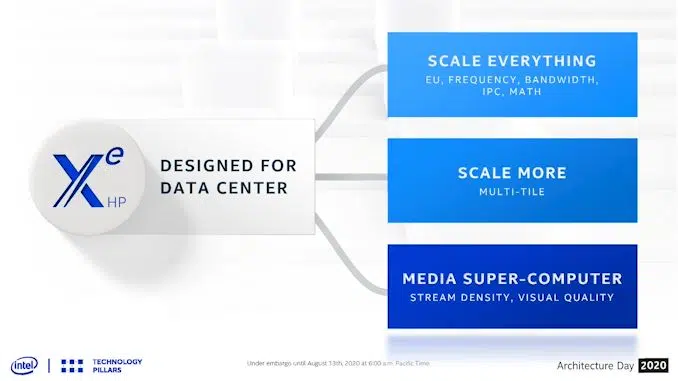 SCALE EVERYTHING
EU, FREQUENCY, BANDWIDTH,
IPC, MATH
Xe
HP
DESIGNED FOR
DATA CENTER
SCALE MORE
MULTI-TILE
MEDIA SUPER-COMPUTER
STREAM DENSITY, VISUAL QUALITY
intel
TECHNOLOGY
PILLARS
Under embargo until August 13th, 2020 at 6:00 a.m. Pacific Time
Architecture Day 2020